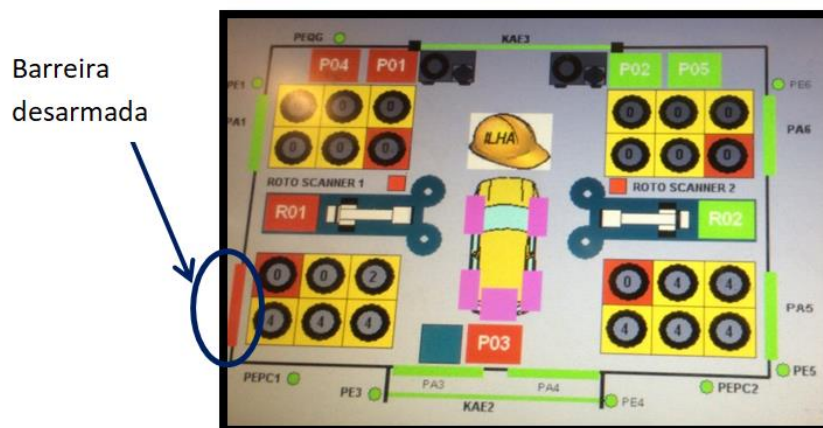 Barreira
desarmada
PEQG
KAE3
P04 P01
P02 P05
PE1
PE6
PA1
PA6
0 0
0 0 0
0 0 0
0 0 0
ILHA
ROTO SCANNER 1
ROTO SCANNER 2
R01
R02
0 0 2
4 4 4
0 4 4
4 4 4
PA5
P03
PEPC1
PE3
PA3
PA4
KAE2
PE4
PEPC2
PE5